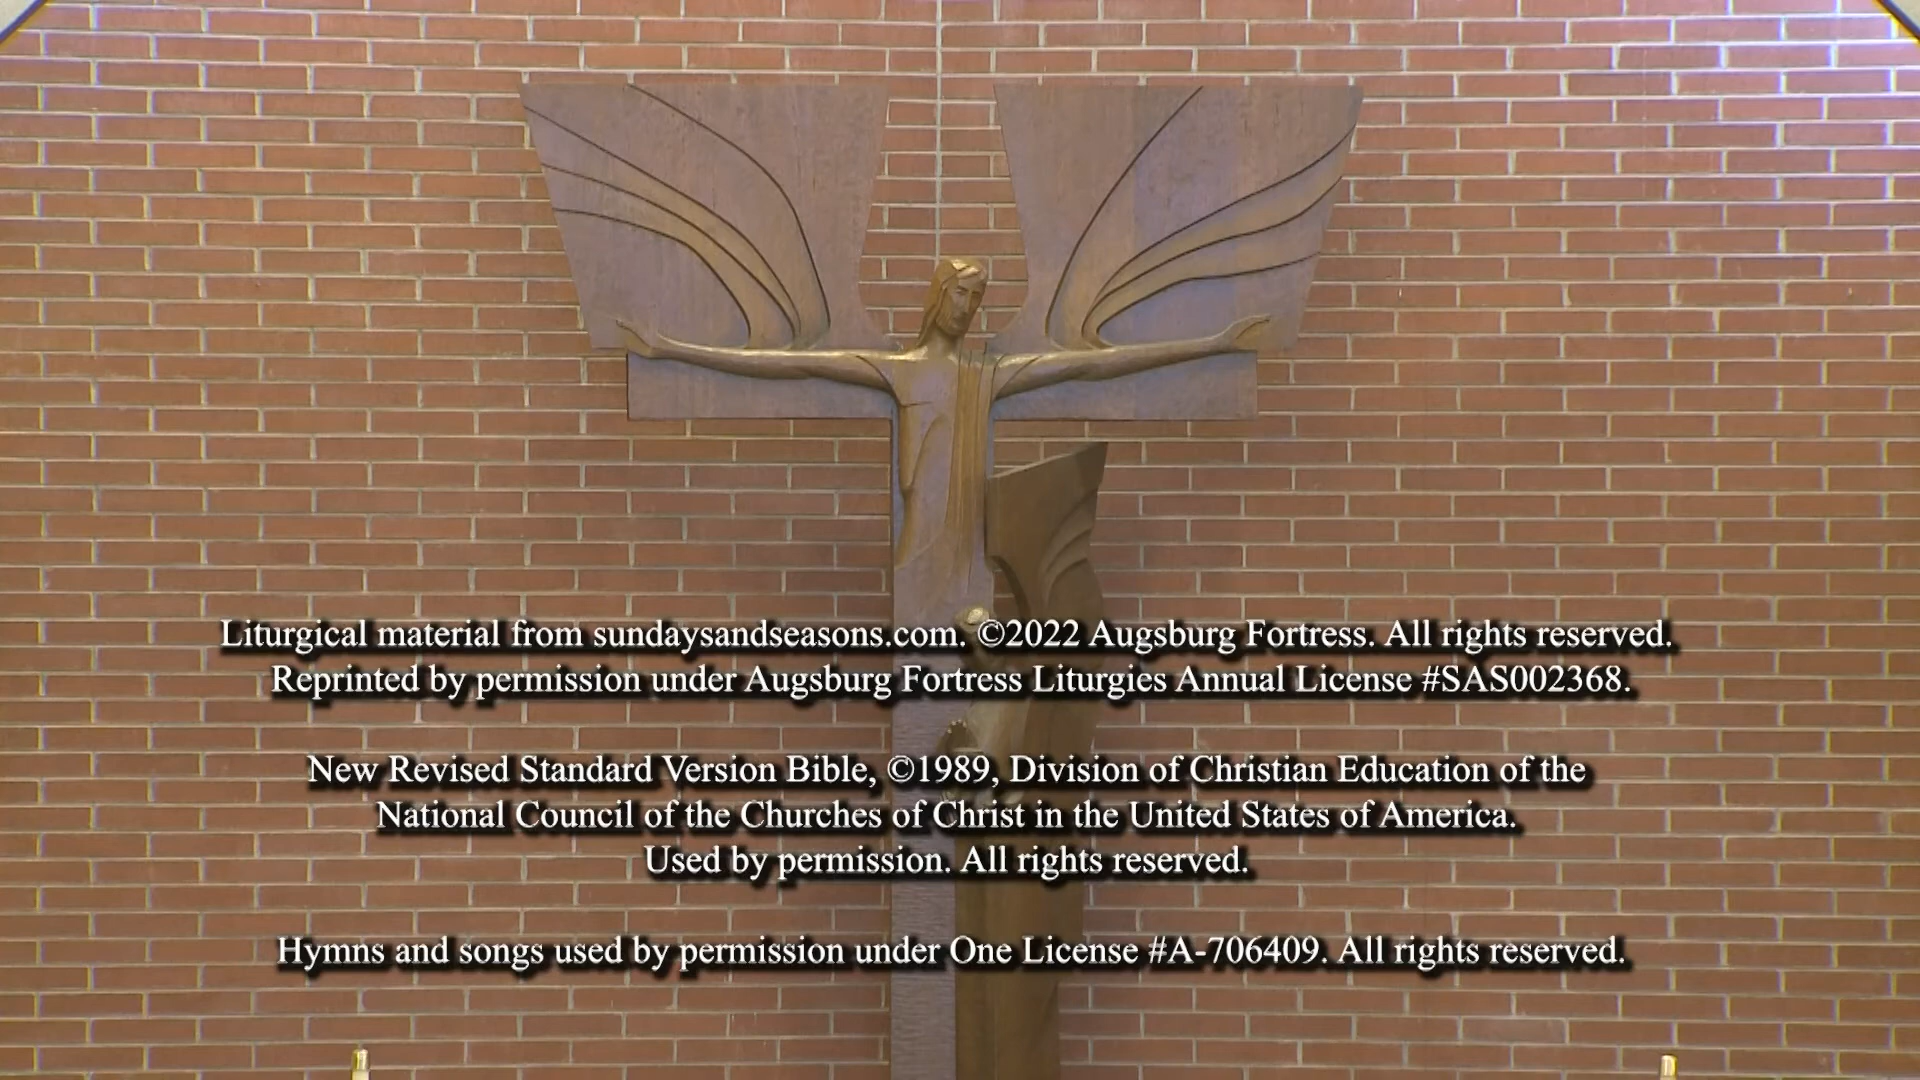 Liturgical material from sundaysandseasons.com. ©2022 Augsburg Fortress. All rights reserved.
Reprinted by permission under Augsburg Fortress Liturgies Annual License #SAS002368.
New Revised Standard Version Bible, ©1989, Division of Christian Education of the
National Council of the Churches of Christ in the United States of America.
Used by permission. All rights reserved.
Hymns and songs used by permission under One License #A-706409. All rights reserved.